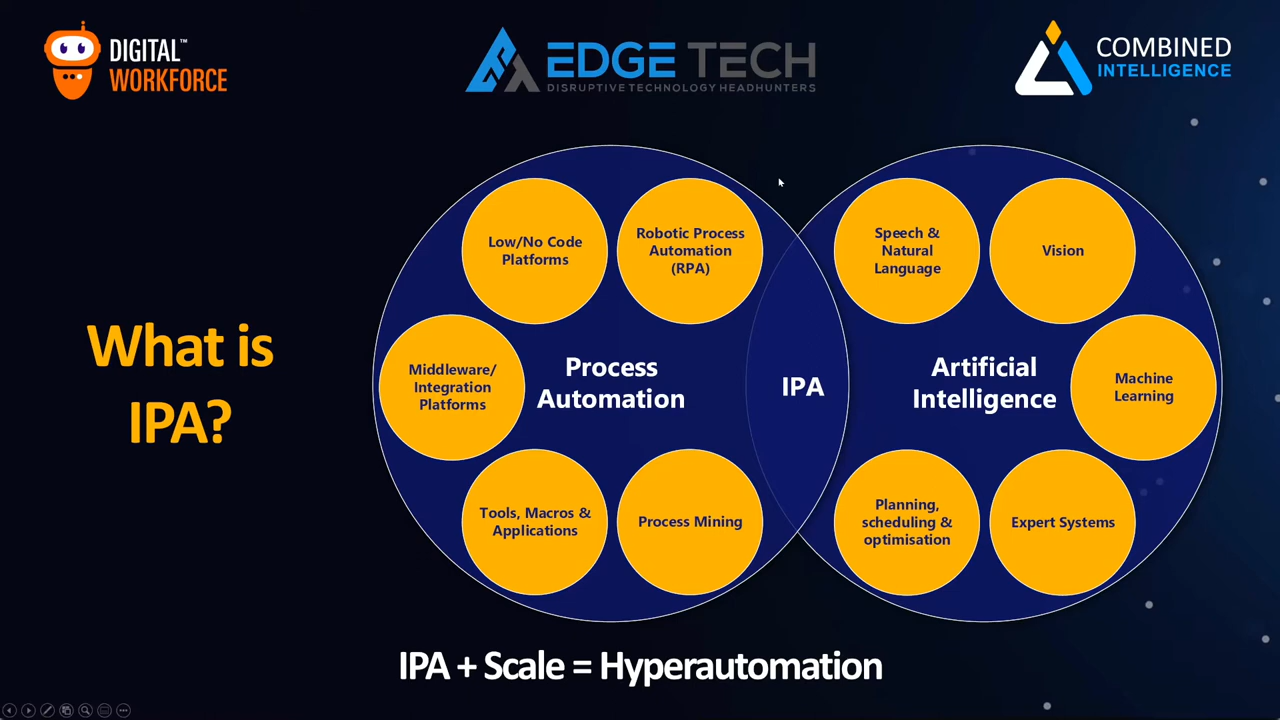 DIGITAL™
WORKFORCE
EDGE TECH
DISRUPTIVE TECHNOLOGY HEADHUNTERS
COMBINED
INTELLIGENCE
What is
IPA?
Low/No Code
Platforms
Robotic Process
Automation
(RPA)
Middleware/
Integration
Platforms
Process
Automation
Tools, Macros &
Applications
Process Mining
IPA
Speech &
Natural
Language
Vision
Artificial
Intelligence
Machine
Learning
Planning,
scheduling &
optimisation
Expert Systems
IPA + Scale = Hyperautomation